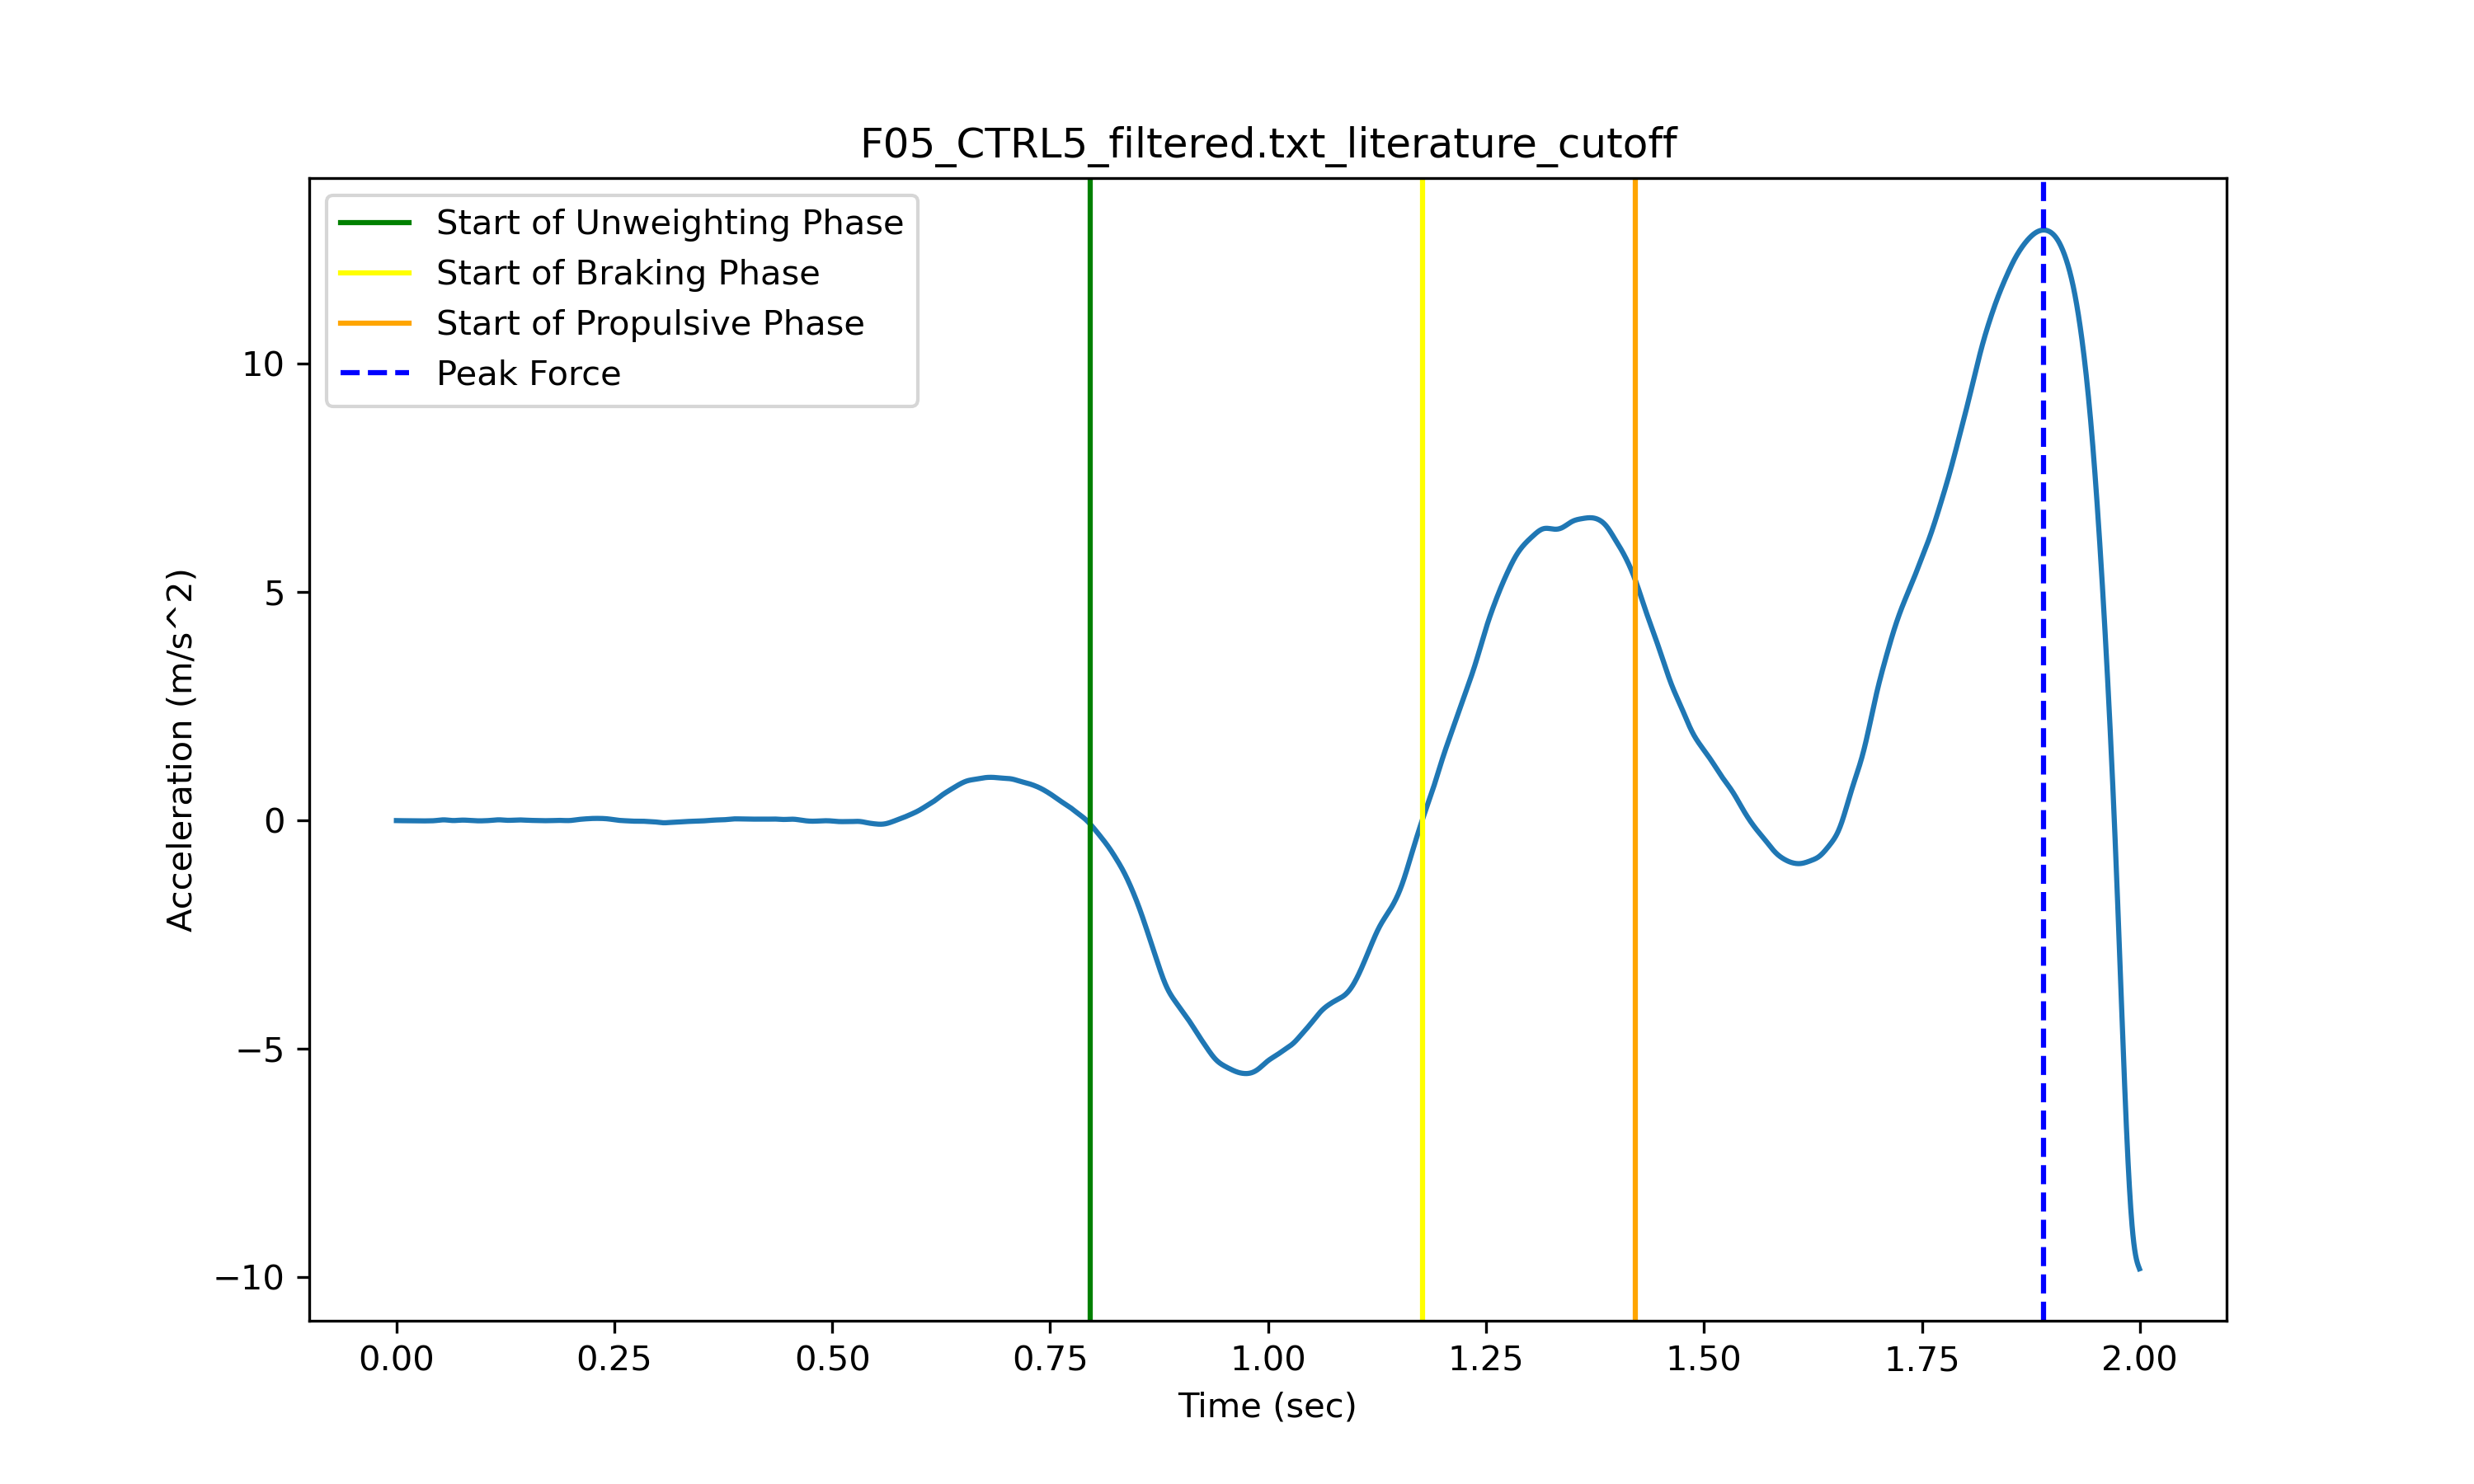 F05_CTRL5_filtered.txt_literature_cutoff
Start of Unweighting Phase
Start of Braking Phase
Start of Propulsive Phase
Peak Force
10
5
0
−5
−10
Acceleration (m/s^2)
0.00 0.25 0.50 0.75 1.00 1.25 1.50 1.75 2.00
Time (sec)